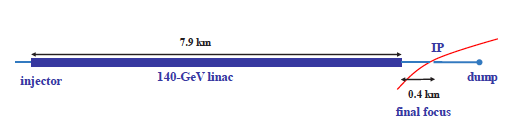 7.9 km
IP
injector
140-GeV linac
dump
0.4 km
final focus